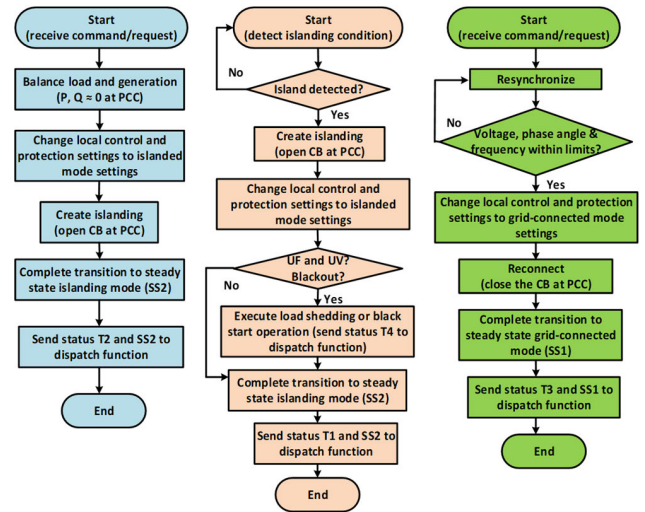 Start
(receive command/request)
Balance load and generation
(P, Q ≈ 0 at PCC)
Change local control and
protection settings to islanded
mode settings
Create islanding
(open CB at PCC)
Complete transition to steady
state islanding mode (SS2)
Send status T2 and SS2 to
dispatch function
End
Start
(detect islanding condition)
No
Island detected?
Yes
Create islanding
(open CB at PCC)
Change local control and
protection settings to islanded
mode settings
UF and UV?
Blackout?
No
Yes
Execute load shedding or black
start operation (send status T4 to
dispatch function)
Complete transition to steady
state islanding mode (SS2)
Send status T1 and SS2 to
dispatch function
End
Start
(receive command/request)
Resynchronize
No
Voltage, phase angle &
frequency within limits?
Yes
Change local control and protection
settings to grid-connected mode
settings
Reconnect
(close the CB at PCC)
Complete transition to
steady state grid-connected
mode (SS1)
Send status T3 and SS1 to
dispatch function
End